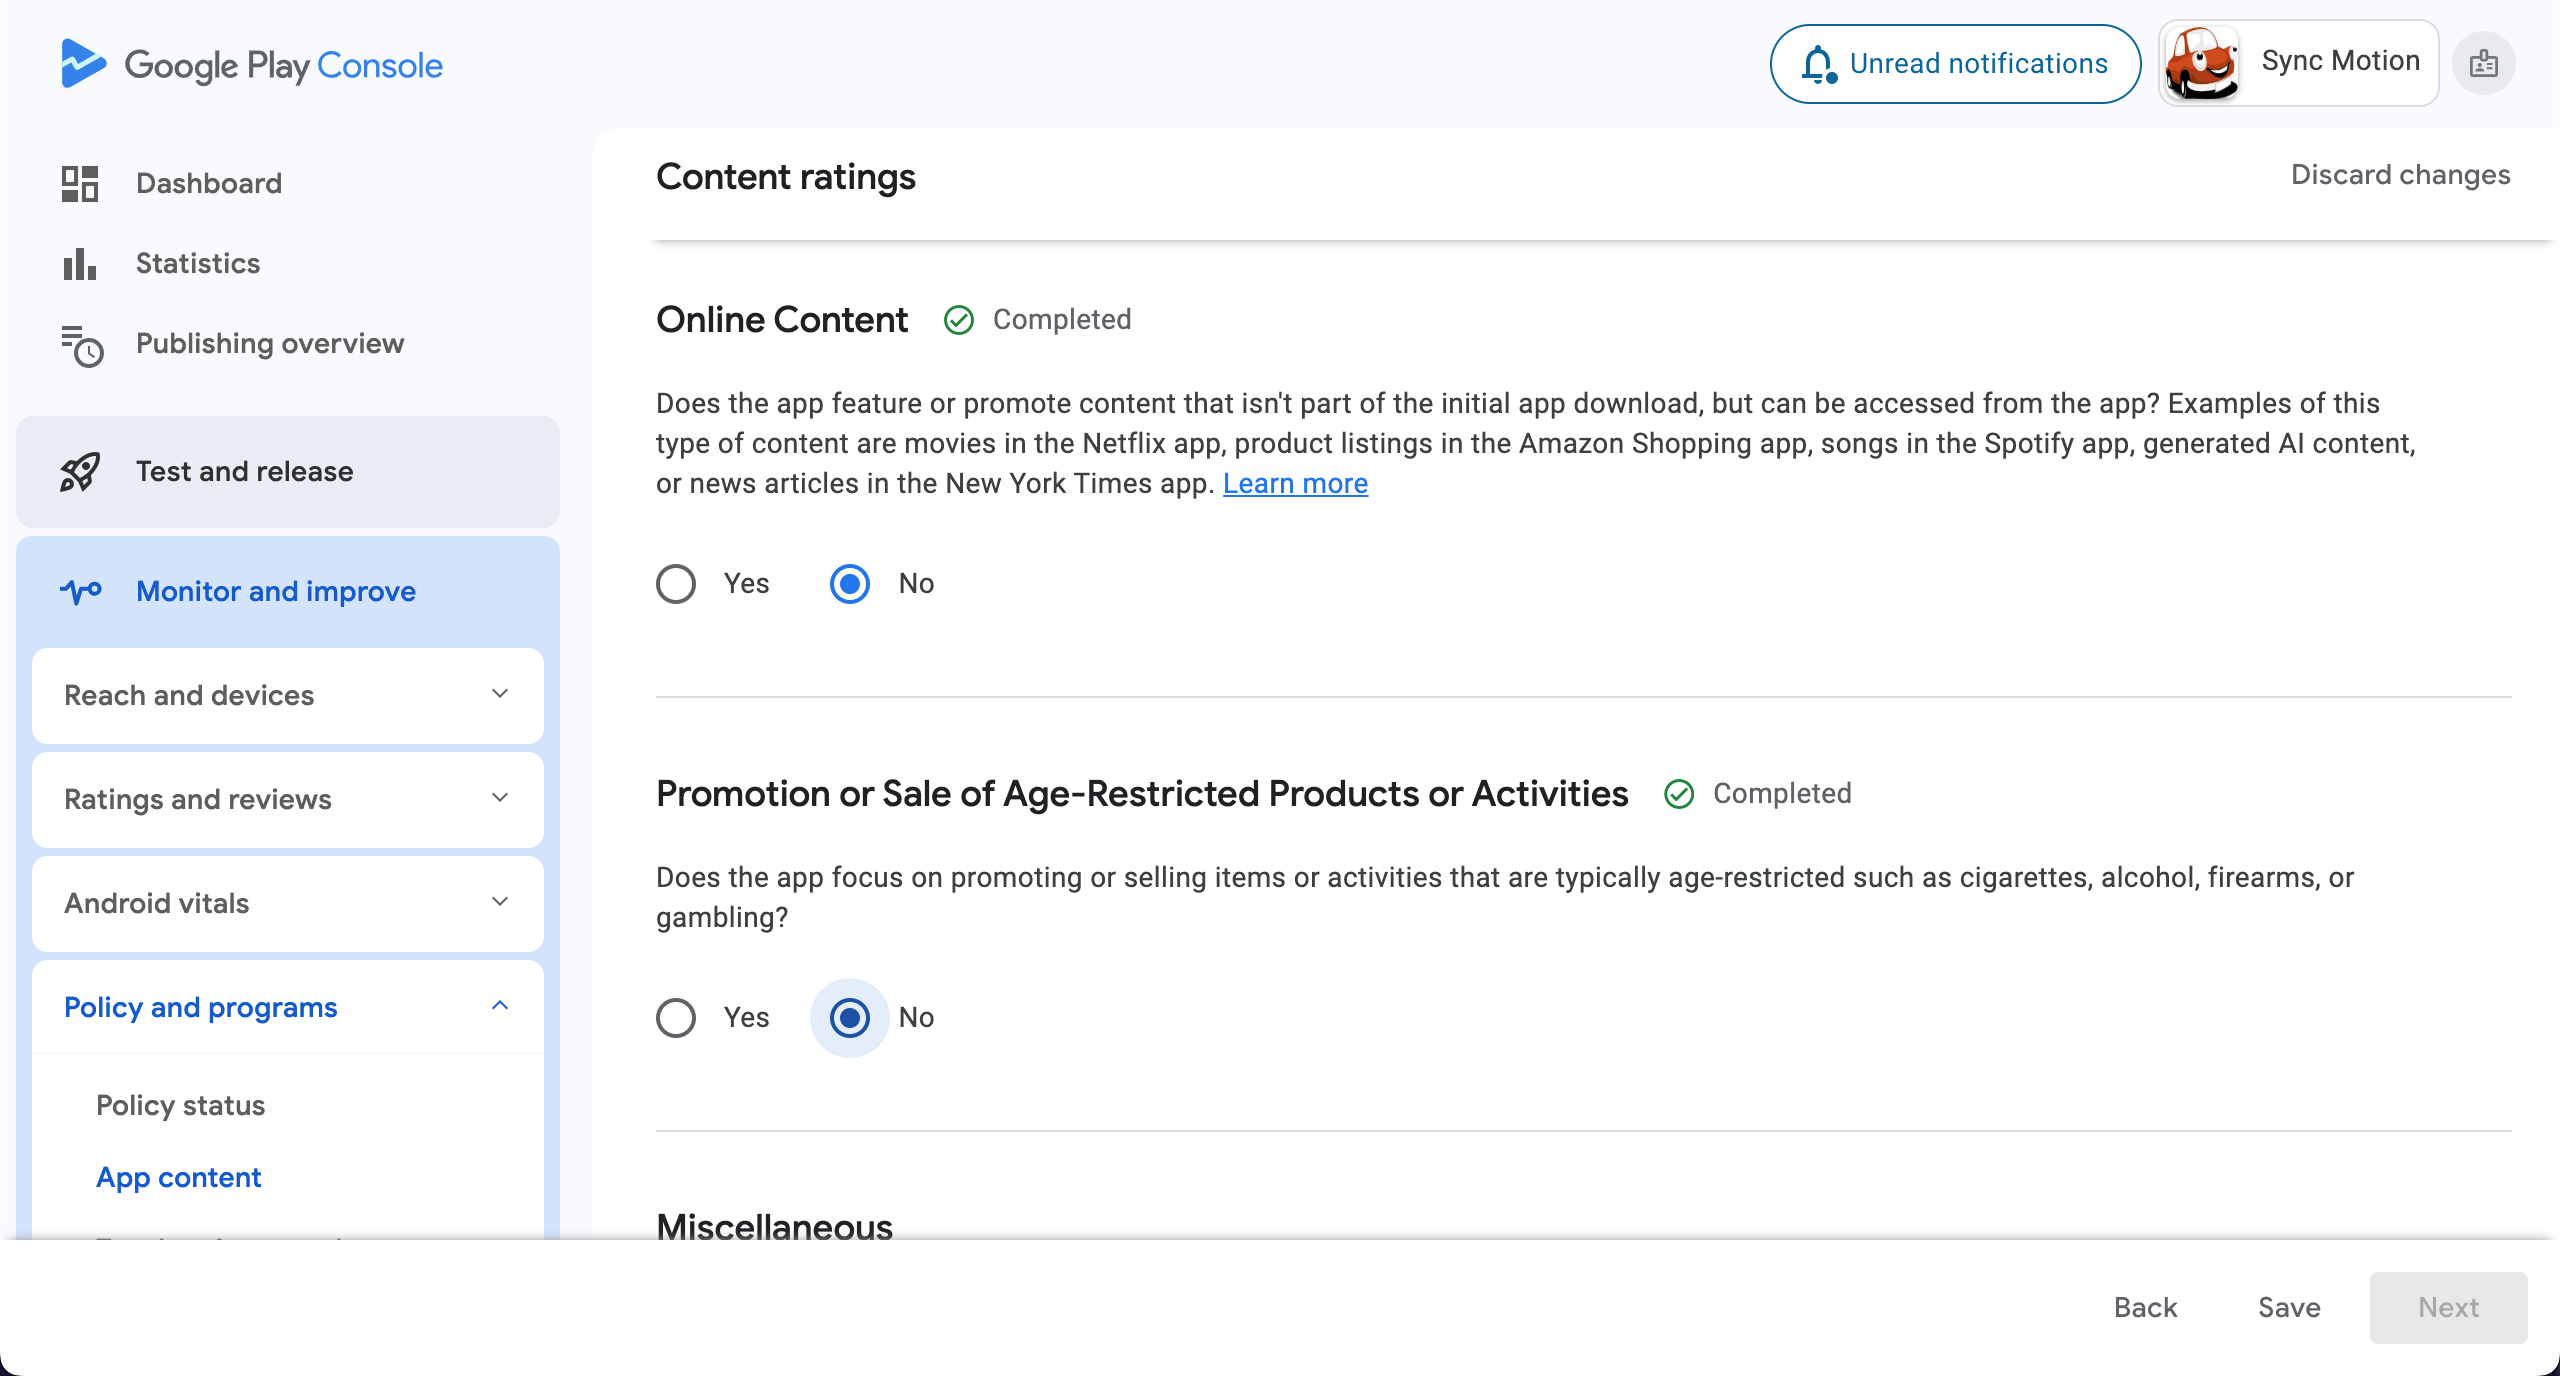 Google Play Console
Unread notifications
Sync Motion
Dashboard
Statistics
Publishing overview
Test and release
Monitor and improve
Reach and devices
Ratings and reviews
Android vitals
Policy and programs
Policy status
App content
Content ratings
Discard changes
Online Content
Completed
Does the app feature or promote content that isn't part of the initial app download, but can be accessed from the app? Examples of this
type of content are movies in the Netflix app, product listings in the Amazon Shopping app, songs in the Spotify app, generated AI content,
or news articles in the New York Times app. Learn more
Yes
No
Promotion or Sale of Age-Restricted Products or Activities
Completed
Does the app focus on promoting or selling items or activities that are typically age-restricted such as cigarettes, alcohol, firearms, or
gambling?
Yes
No
Miscellaneous
Back
Save
Next